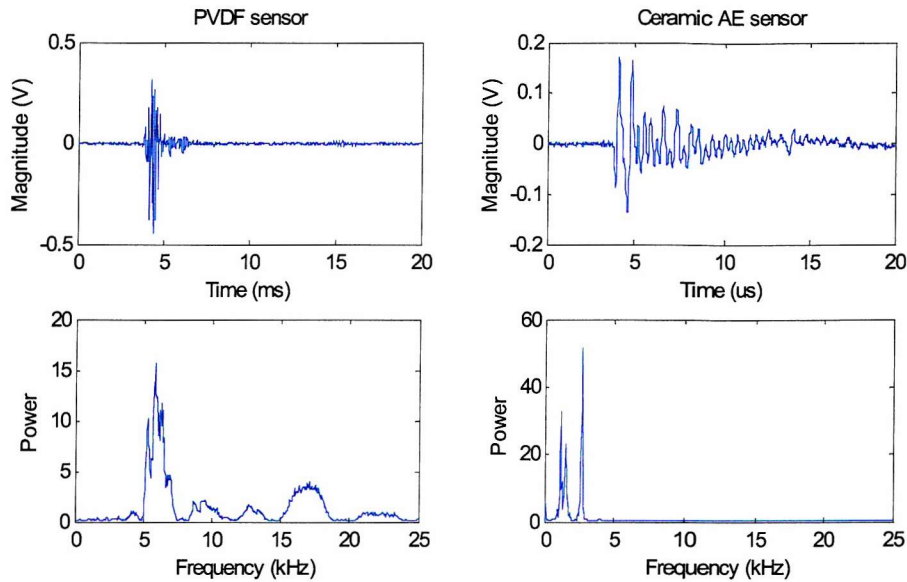 PVDF sensor
Ceramic AE sensor
0.5
0
-0.5
Magnitude (V)
0 5 10 15 20
Time (ms)
0.2
0.1
0
-0.1
-0.2
Magnitude (V)
0 5 10 15 20
Time (us)
20
15
10
5
0
Power
0 5 10 15 20 25
Frequency (kHz)
60
40
20
0
Power
0 5 10 15 20 25
Frequency (kHz)